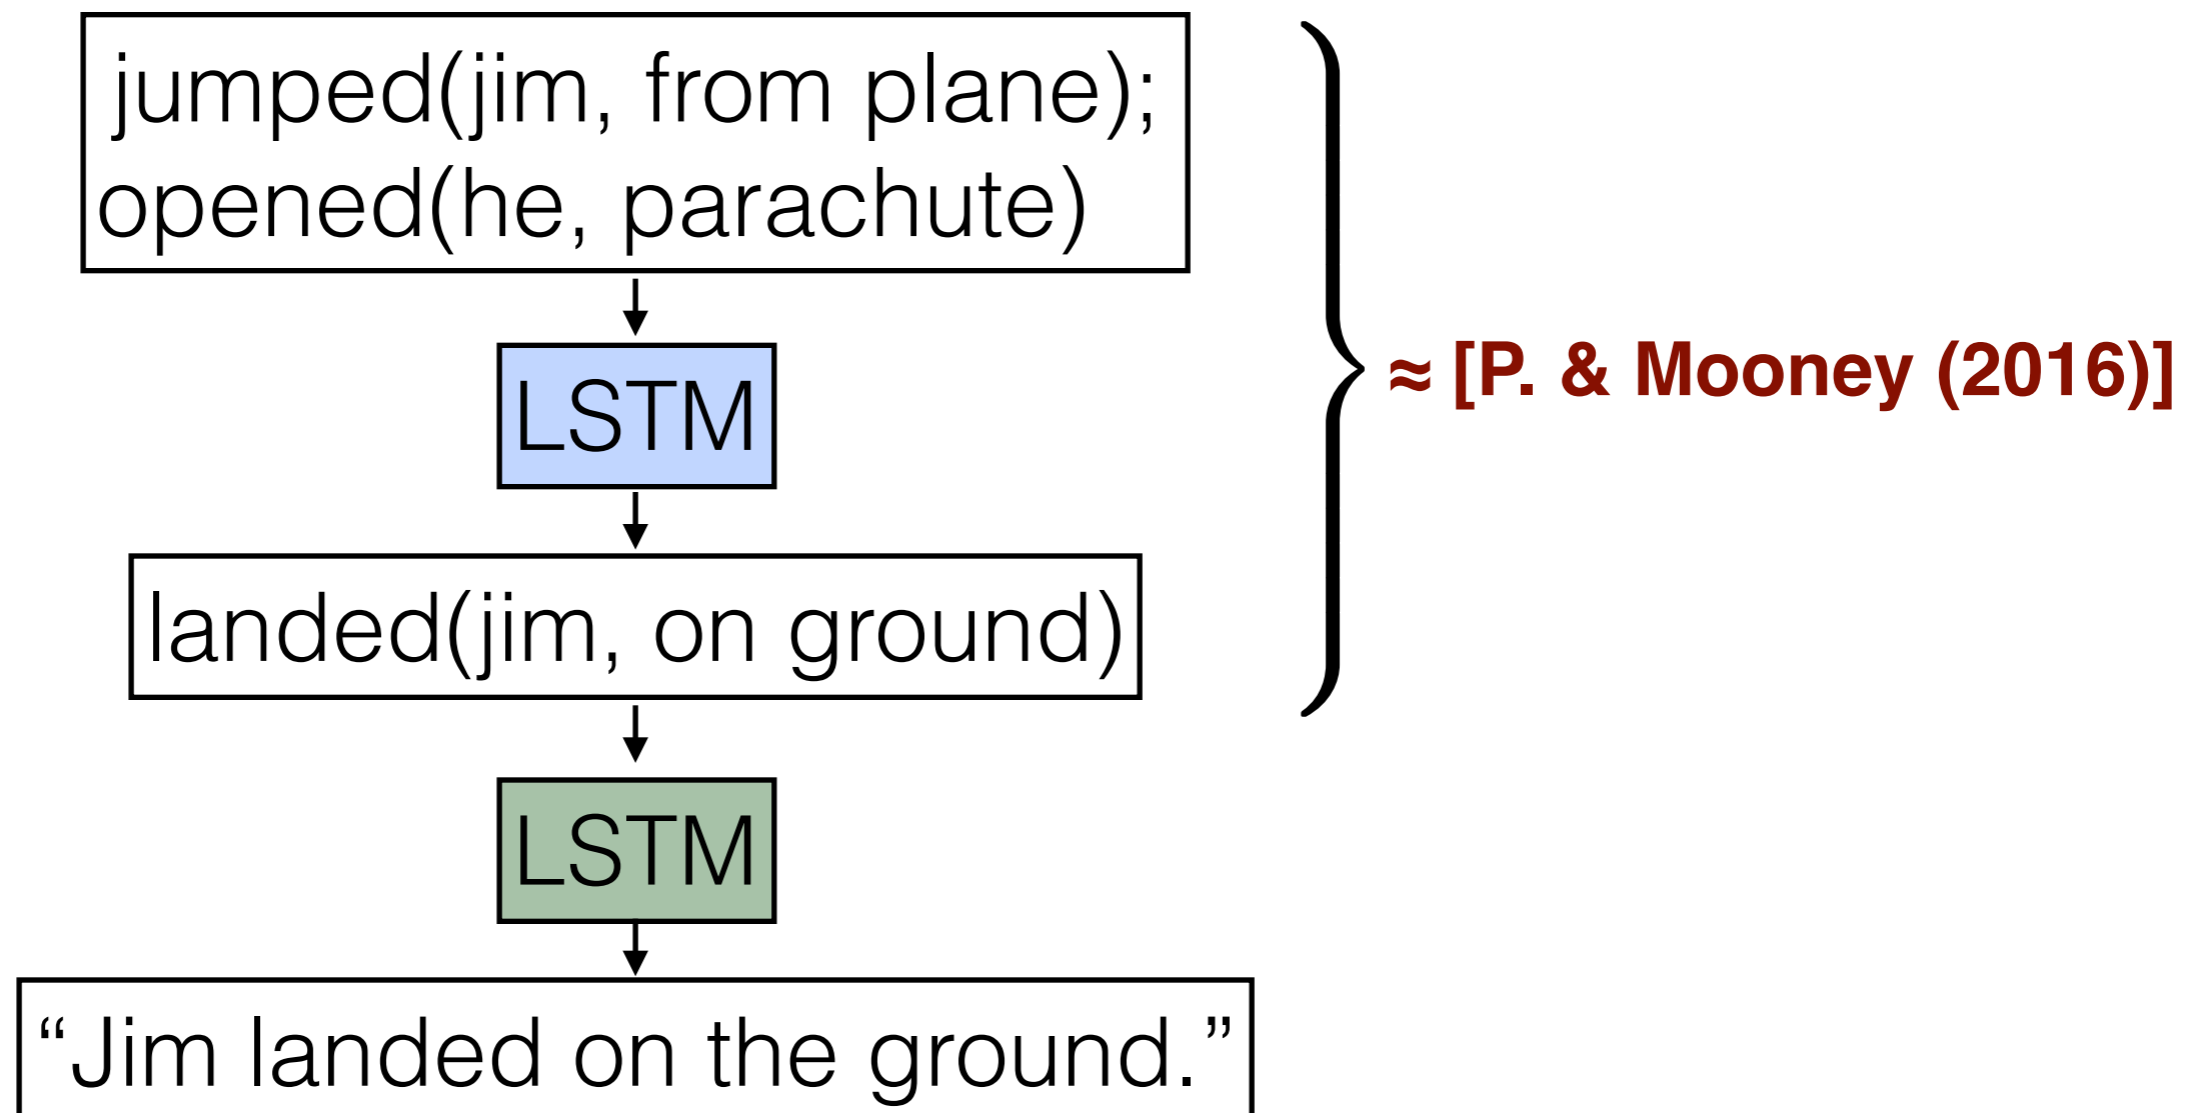 jumped(jim, from plane);
opened(he, parachute)
LSTM
≈ [P. & Mooney (2016)]
landed(jim, on ground)
LSTM
“Jim landed on the ground.”